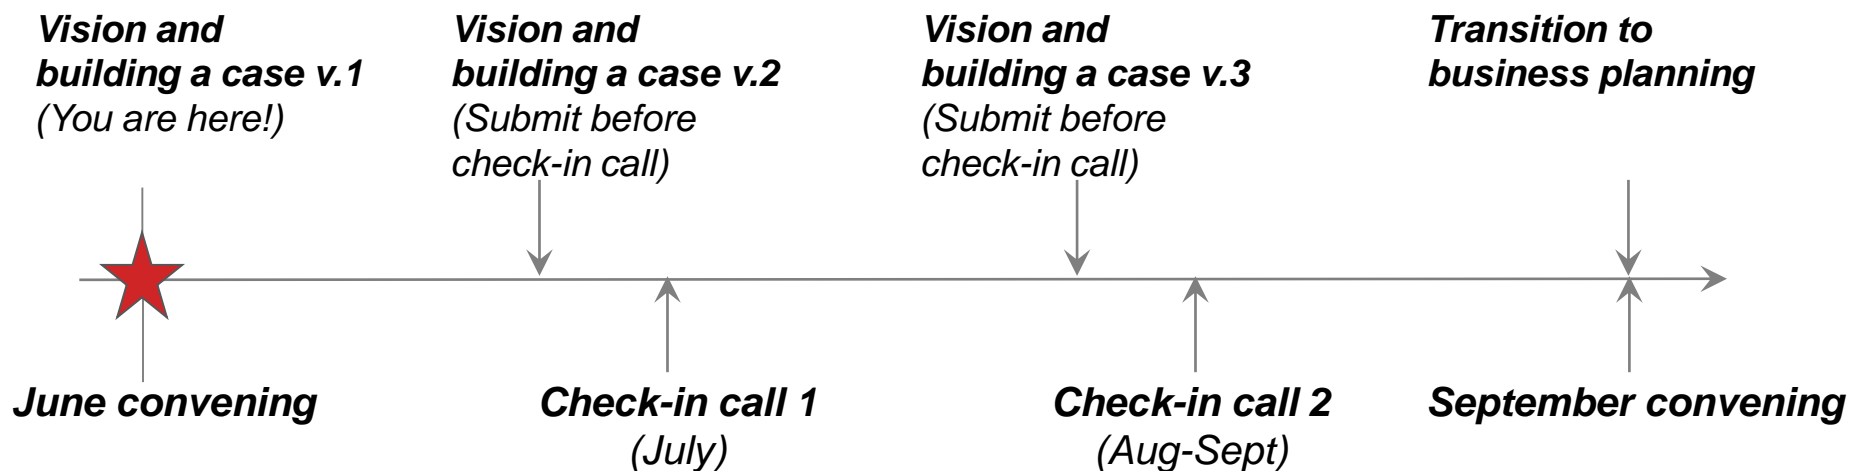 Vision and
building a case v.1
(You are here!)
Vision and
building a case v.2
(Submit before
check-in call)
Vision and
building a case v.3
(Submit before
check-in call)
Transition to
business planning
June convening
Check-in call 1
(July)
Check-in call 2
(Aug-Sept)
September convening